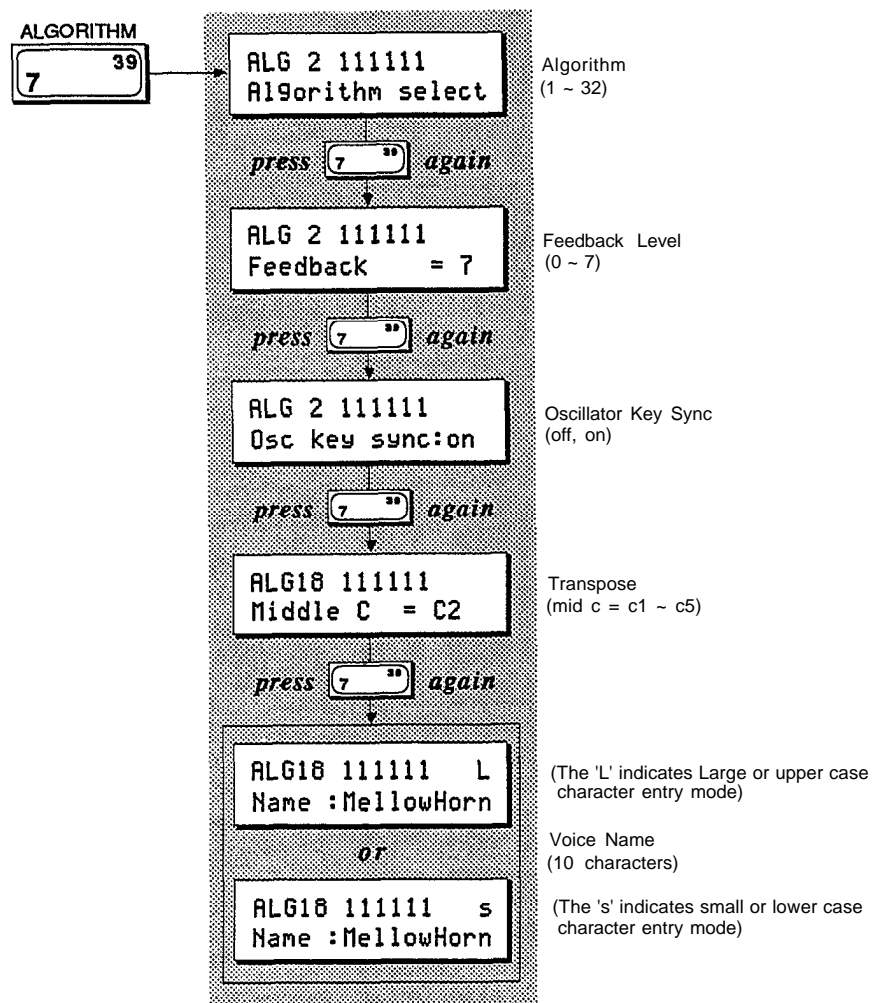 ALGORITHM
7 39
ALG 2 111111
Algorithm select
Algorithm
(1 ~ 32)
press 7 39 again
ALG 2 111111
Feedback = 7
Feedback Level
(0 ~ 7)
press 7 39 again
ALG 2 111111
Osc key sync:on
Oscillator Key Sync
(off, on)
press 7 39 again
ALG18 111111
Middle C = C2
Transpose
(mid c = c1 ~ c5)
press 7 39 again
ALG18 111111 L
Name :MellowHorn
(The 'L' indicates Large or upper case
character entry mode)
or
Voice Name
(10 characters)
ALG18 111111 s
Name :MellowHorn
(The 's' indicates small or lower case
character entry mode)